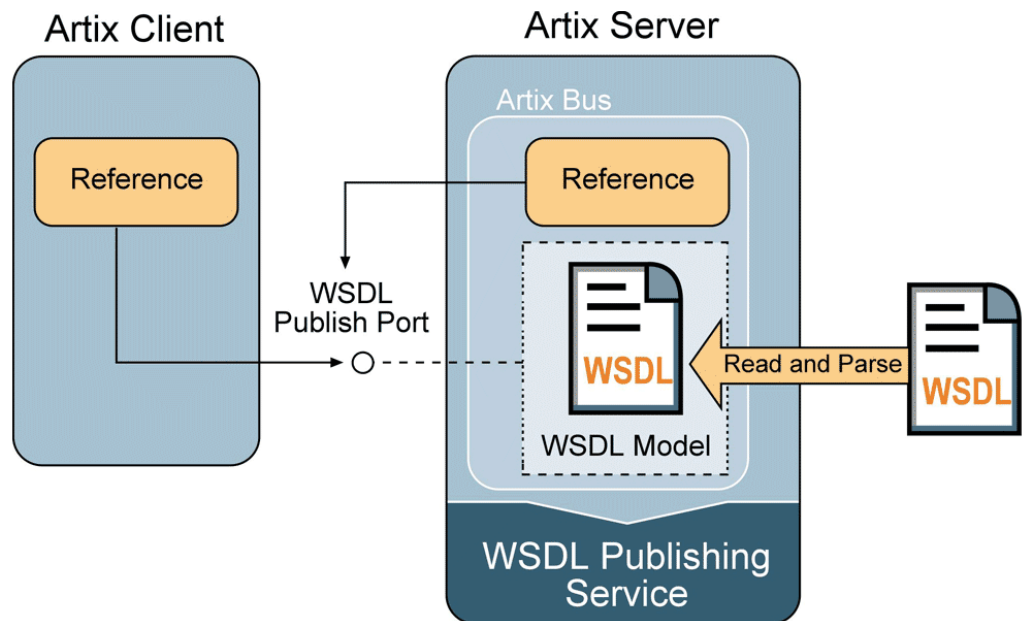 Artix Client
Artix Server
Artix Bus
Reference
Reference
WSDL
Publish Port
WSDL
Read and Parse
WSDL
WSDL Model
WSDL Publishing
Service